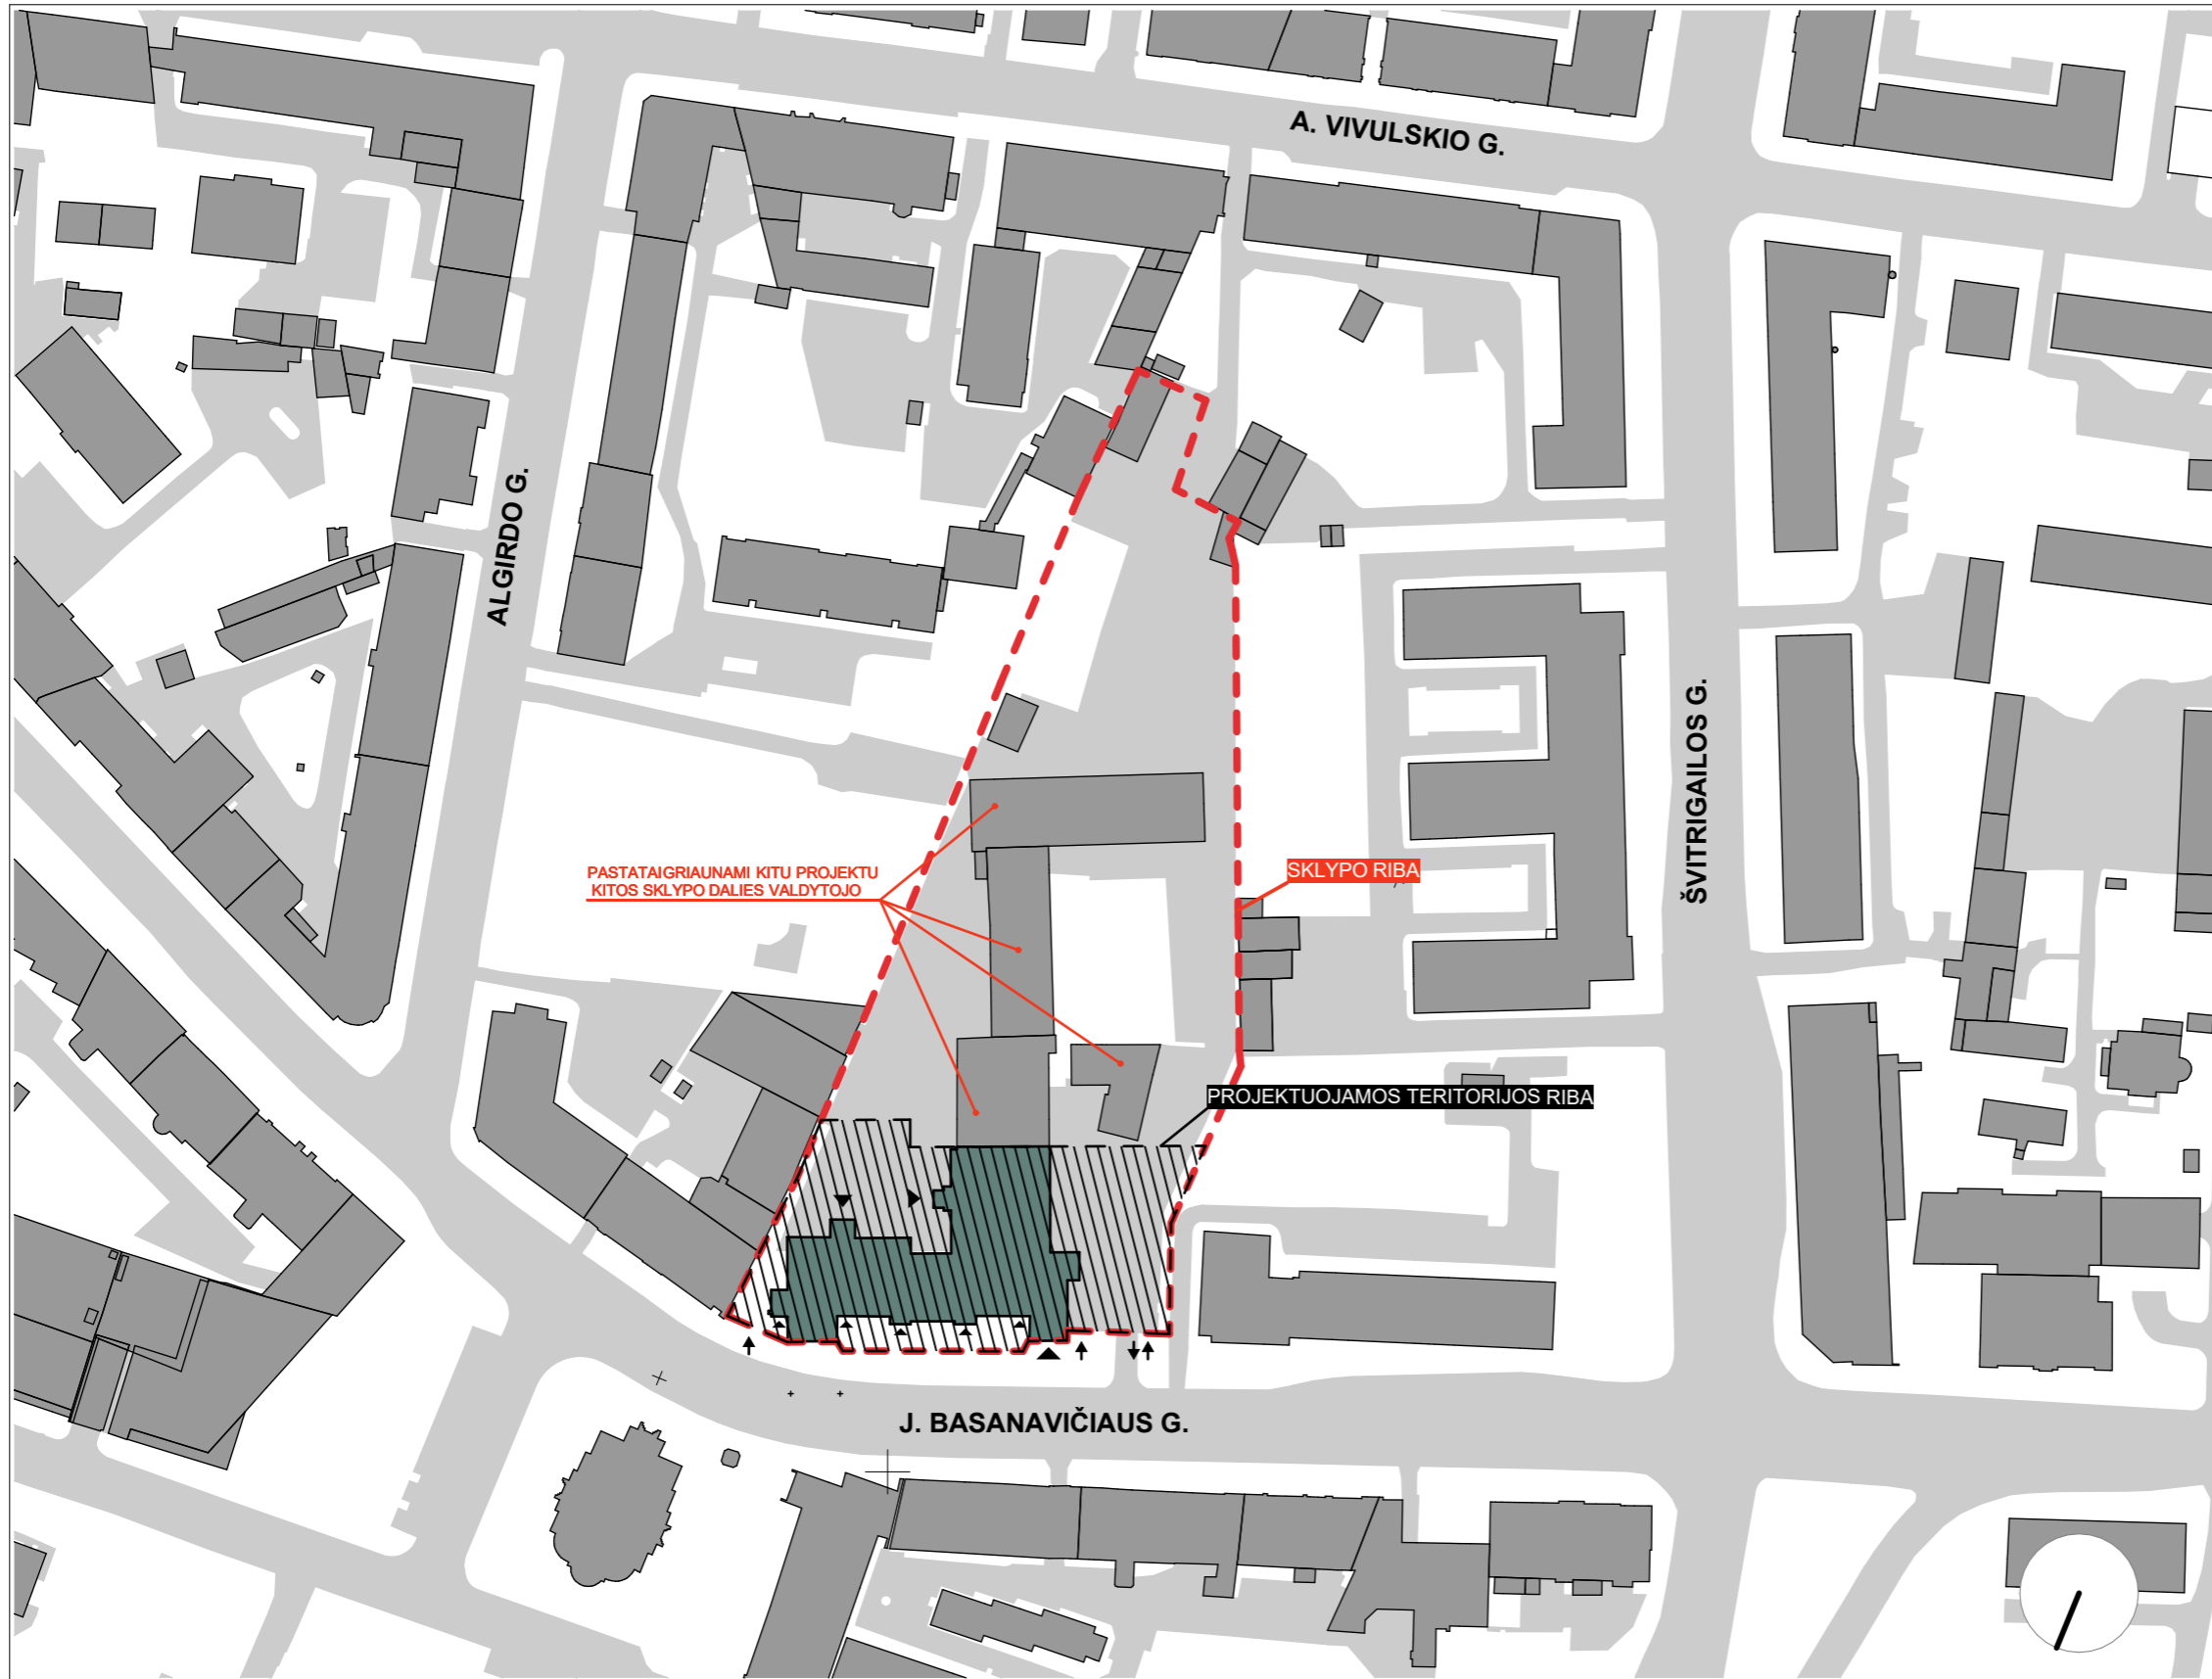 A. VIVULSKIO G.
ALGIRDO G.
ŠVITRIGAILOS G.
PASTATAIGRIAUNAMI KITU PROJEKTU
KITOS SKLYPO DALIES VALDYTOJO
SKLYPO RIBA
PROJEKTUOJAMOS TERITORIJOS RIBA
J. BASANAVIČIAUS G.